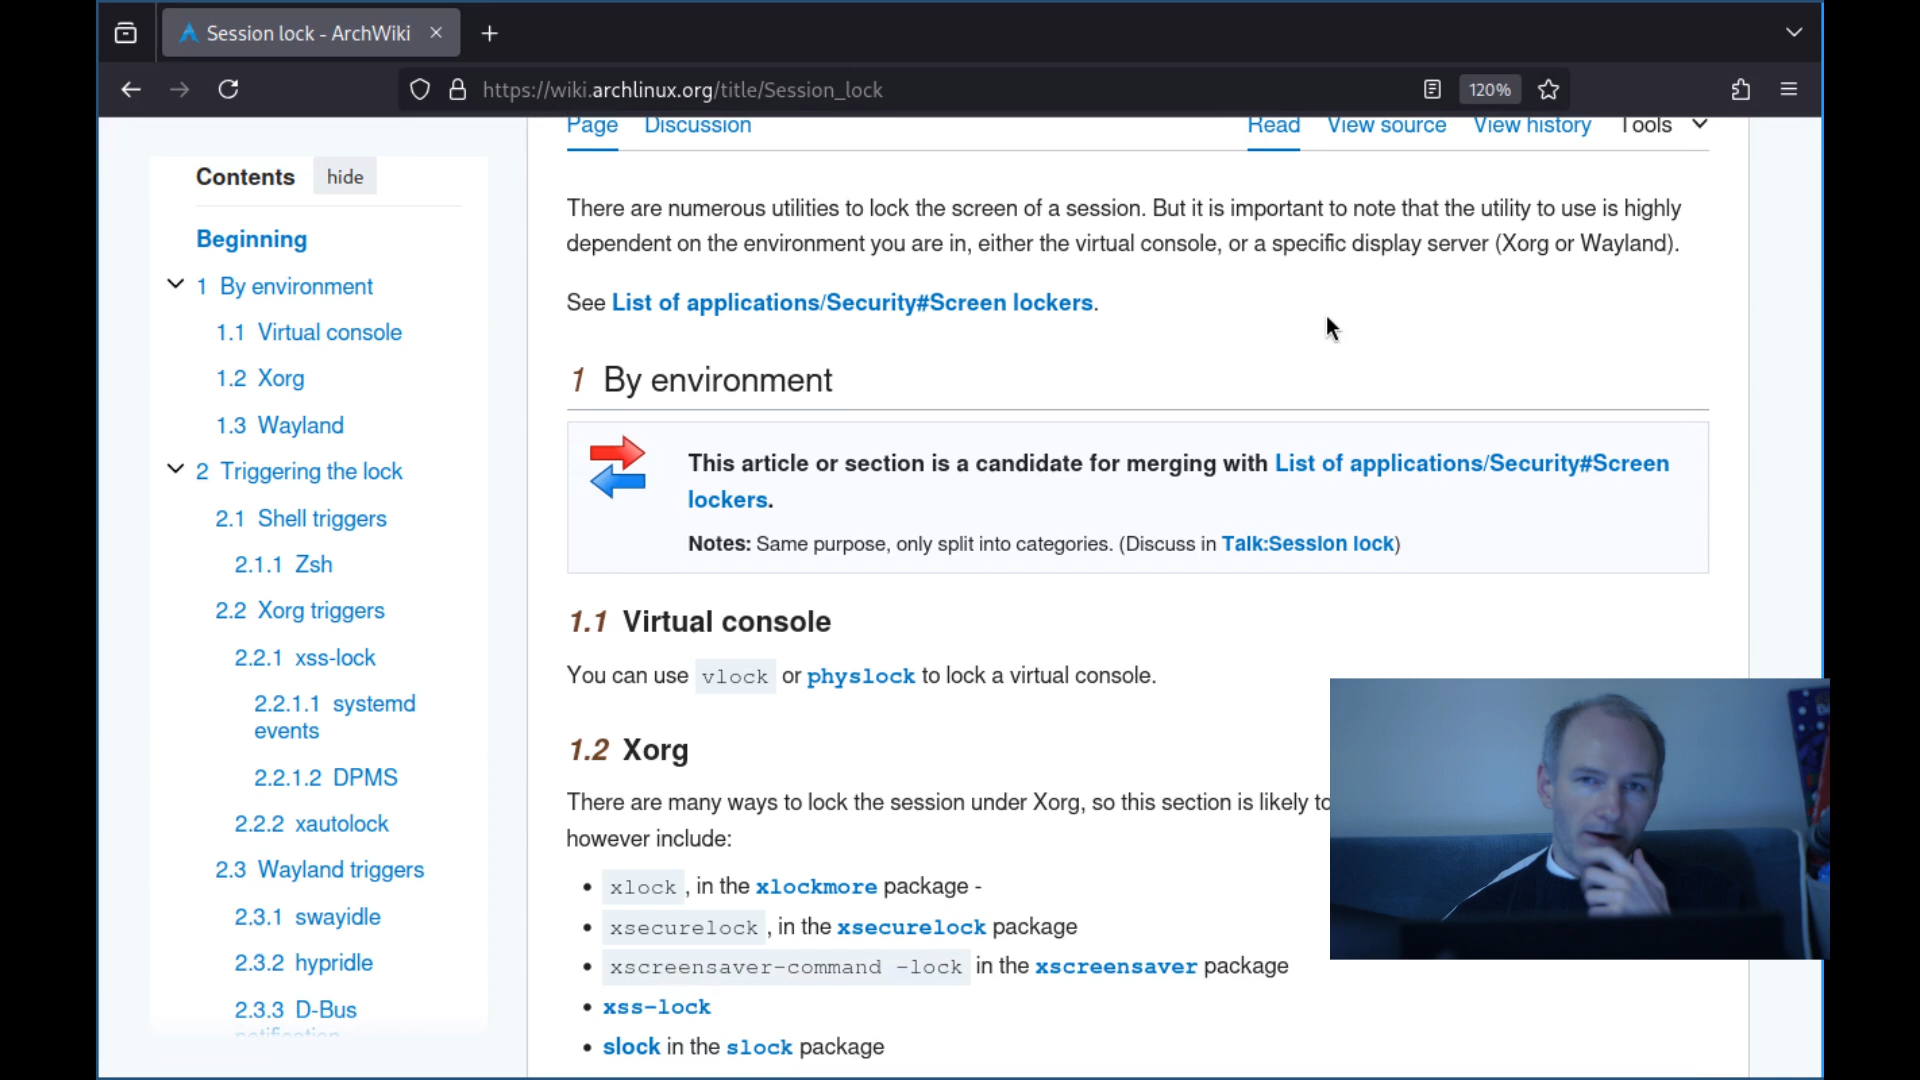 Session lock - ArchWiki
https://wiki.archlinux.org/title/Session_lock
120%
Page
Discussion
Read
View source
View history
Tools
Contents
hide
Beginning
1 By environment
1.1 Virtual console
1.2 Xorg
1.3 Wayland
2 Triggering the lock
2.1 Shell triggers
2.1.1 Zsh
2.2 Xorg triggers
2.2.1 xss-lock
2.2.1.1 systemd
events
2.2.1.2 DPMS
2.2.2 xautolock
2.3 Wayland triggers
2.3.1 swayidle
2.3.2 hypridle
2.3.3 D-Bus
notification
There are numerous utilities to lock the screen of a session. But it is important to note that the utility to use is highly
dependent on the environment you are in, either the virtual console, or a specific display server (Xorg or Wayland).
See List of applications/Security#Screen lockers.
1 By environment
This article or section is a candidate for merging with List of applications/Security#Screen
lockers.
Notes: Same purpose, only split into categories. (Discuss in Talk:Session lock)
1.1 Virtual console
You can use vlock or physlock to lock a virtual console.
1.2 Xorg
There are many ways to lock the session under Xorg, so this section is likely to
however include:
• xlock, in the xlockmore package -
• xsecurelock, in the xsecurelock package
• xscreensaver-command -lock in the xscreensaver package
• xss-lock
• slock in the slock package